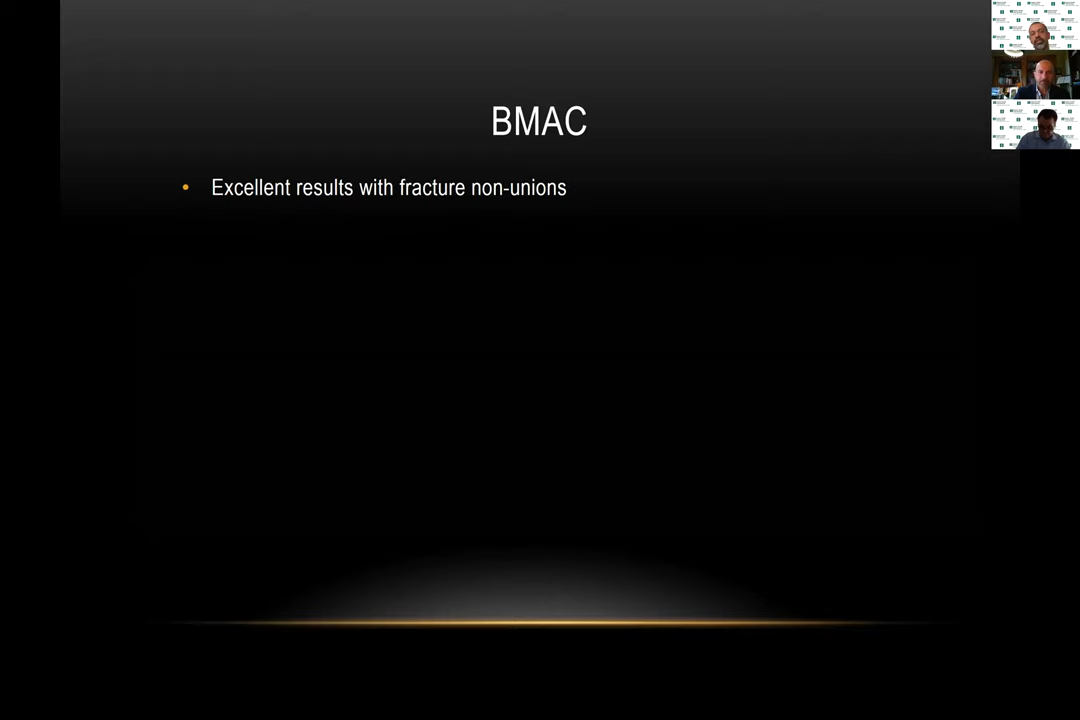 BMAC
• Excellent results with fracture non-unions